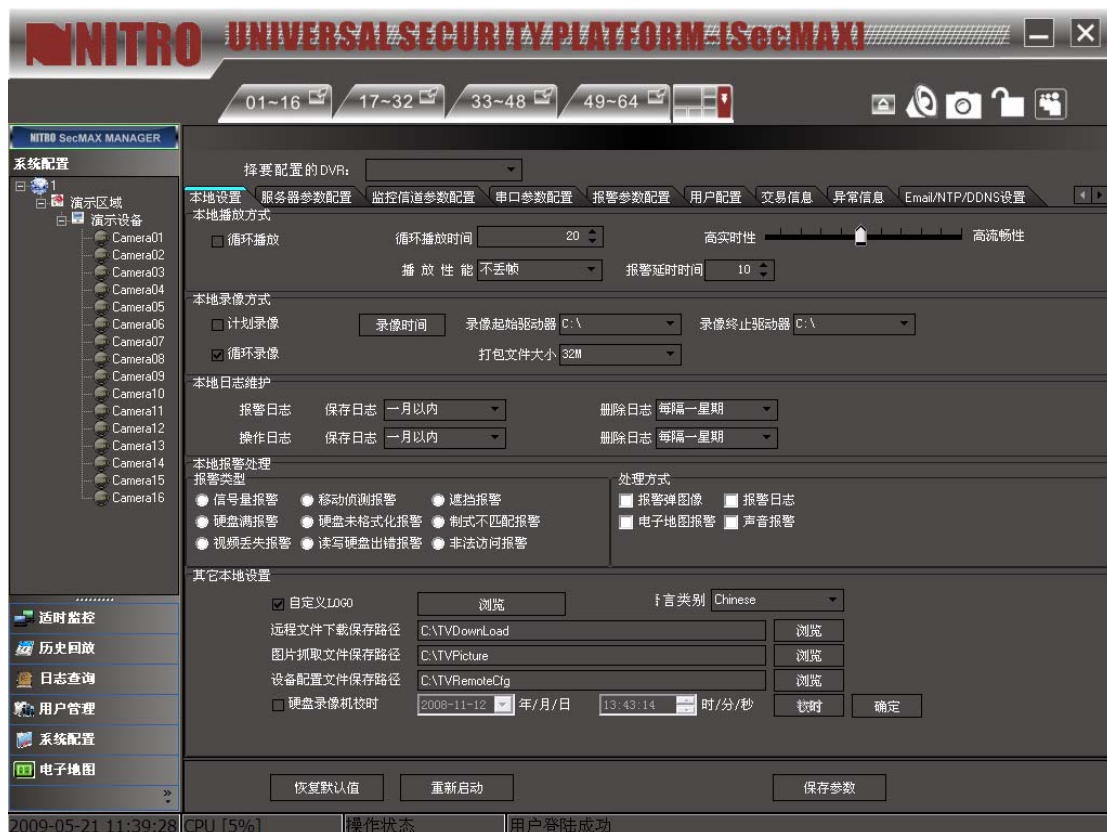 NITRO UNIVERSAL SECURITY PLATFORM-[SecMAX]
01~16 17~32 33~48 49~64
NITRO SecMAX MANAGER
系统配置
1
演示区域
演示设备
Camera01
Camera02
Camera03
Camera04
Camera05
Camera06
Camera07
Camera08
Camera09
Camera10
Camera11
Camera12
Camera13
Camera14
Camera15
Camera16
适时监控
历史回放
日志查询
用户管理
系统配置
电子地图
择要配置的DVR:
本地设置 服务器参数配置 监控信道参数配置 串口参数配置 报警参数配置 用户配置 交易信息 异常信息 Email/NTP/DDNS设置
本地播放方式
循环播放 循环播放时间 20 高实时性 高流畅性
播放性能 不丢帧 报警延时时间 10
本地录像方式
计划录像 录像时间 录像起始驱动器 C:\ 录像终止驱动器 C:\
循环录像 打包文件大小 32M
本地日志维护
报警日志 保存日志 一月以内 删除日志 每隔一星期
操作日志 保存日志 一月以内 删除日志 每隔一星期
本地报警处理
报警类型 处理方式
信号量报警 移动侦测报警 遮挡报警 报警弹图像 报警日志
硬盘满报警 硬盘未格式化报警 制式不匹配报警 电子地图报警 声音报警
视频丢失报警 读写硬盘出错报警 非法访问报警
其它本地设置
自定义LOGO 浏览 言类别 Chinese
远程文件下载保存路径 C:\TVDownLoad 浏览
图片抓取文件保存路径 C:\TVPicture 浏览
设备配置文件保存路径 C:\TVRemoteCfg 浏览
硬盘录像机校时 2008-11-12 年/月/日 13:43:14 时/分/秒 校时 确定
恢复默认值 重新启动 保存参数
2009-05-21 11:39:28 CPU [5%] 操作状态 用户登陆成功